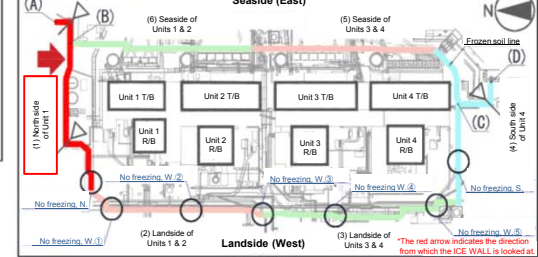 Seaside (East)
(A)
(B)
(6) Seaside of
Units 1 & 2
(5) Seaside of
Units 3 & 4
N
Frozen soil line
(D)
(1) North side
of Unit 1
Unit 1 T/B
Unit 2 T/B
Unit 3 T/B
Unit 4 T/B
(C)
(4) South side
of Unit 4
Unit 1
R/B
Unit 2
R/B
Unit 3
R/B
Unit 4
R/B
No freezing, W.②
No freezing, W.③
No freezing W.④
No freezing, S.
No freezing, N.
No freezing, W.①
(2) Landside of
Units 1 & 2
Landside (West)
(3) Landside of
Units 3 & 4
No freezing, W.⑤
*The red arrow indicates the direction
from which the ICE WALL is looked at.